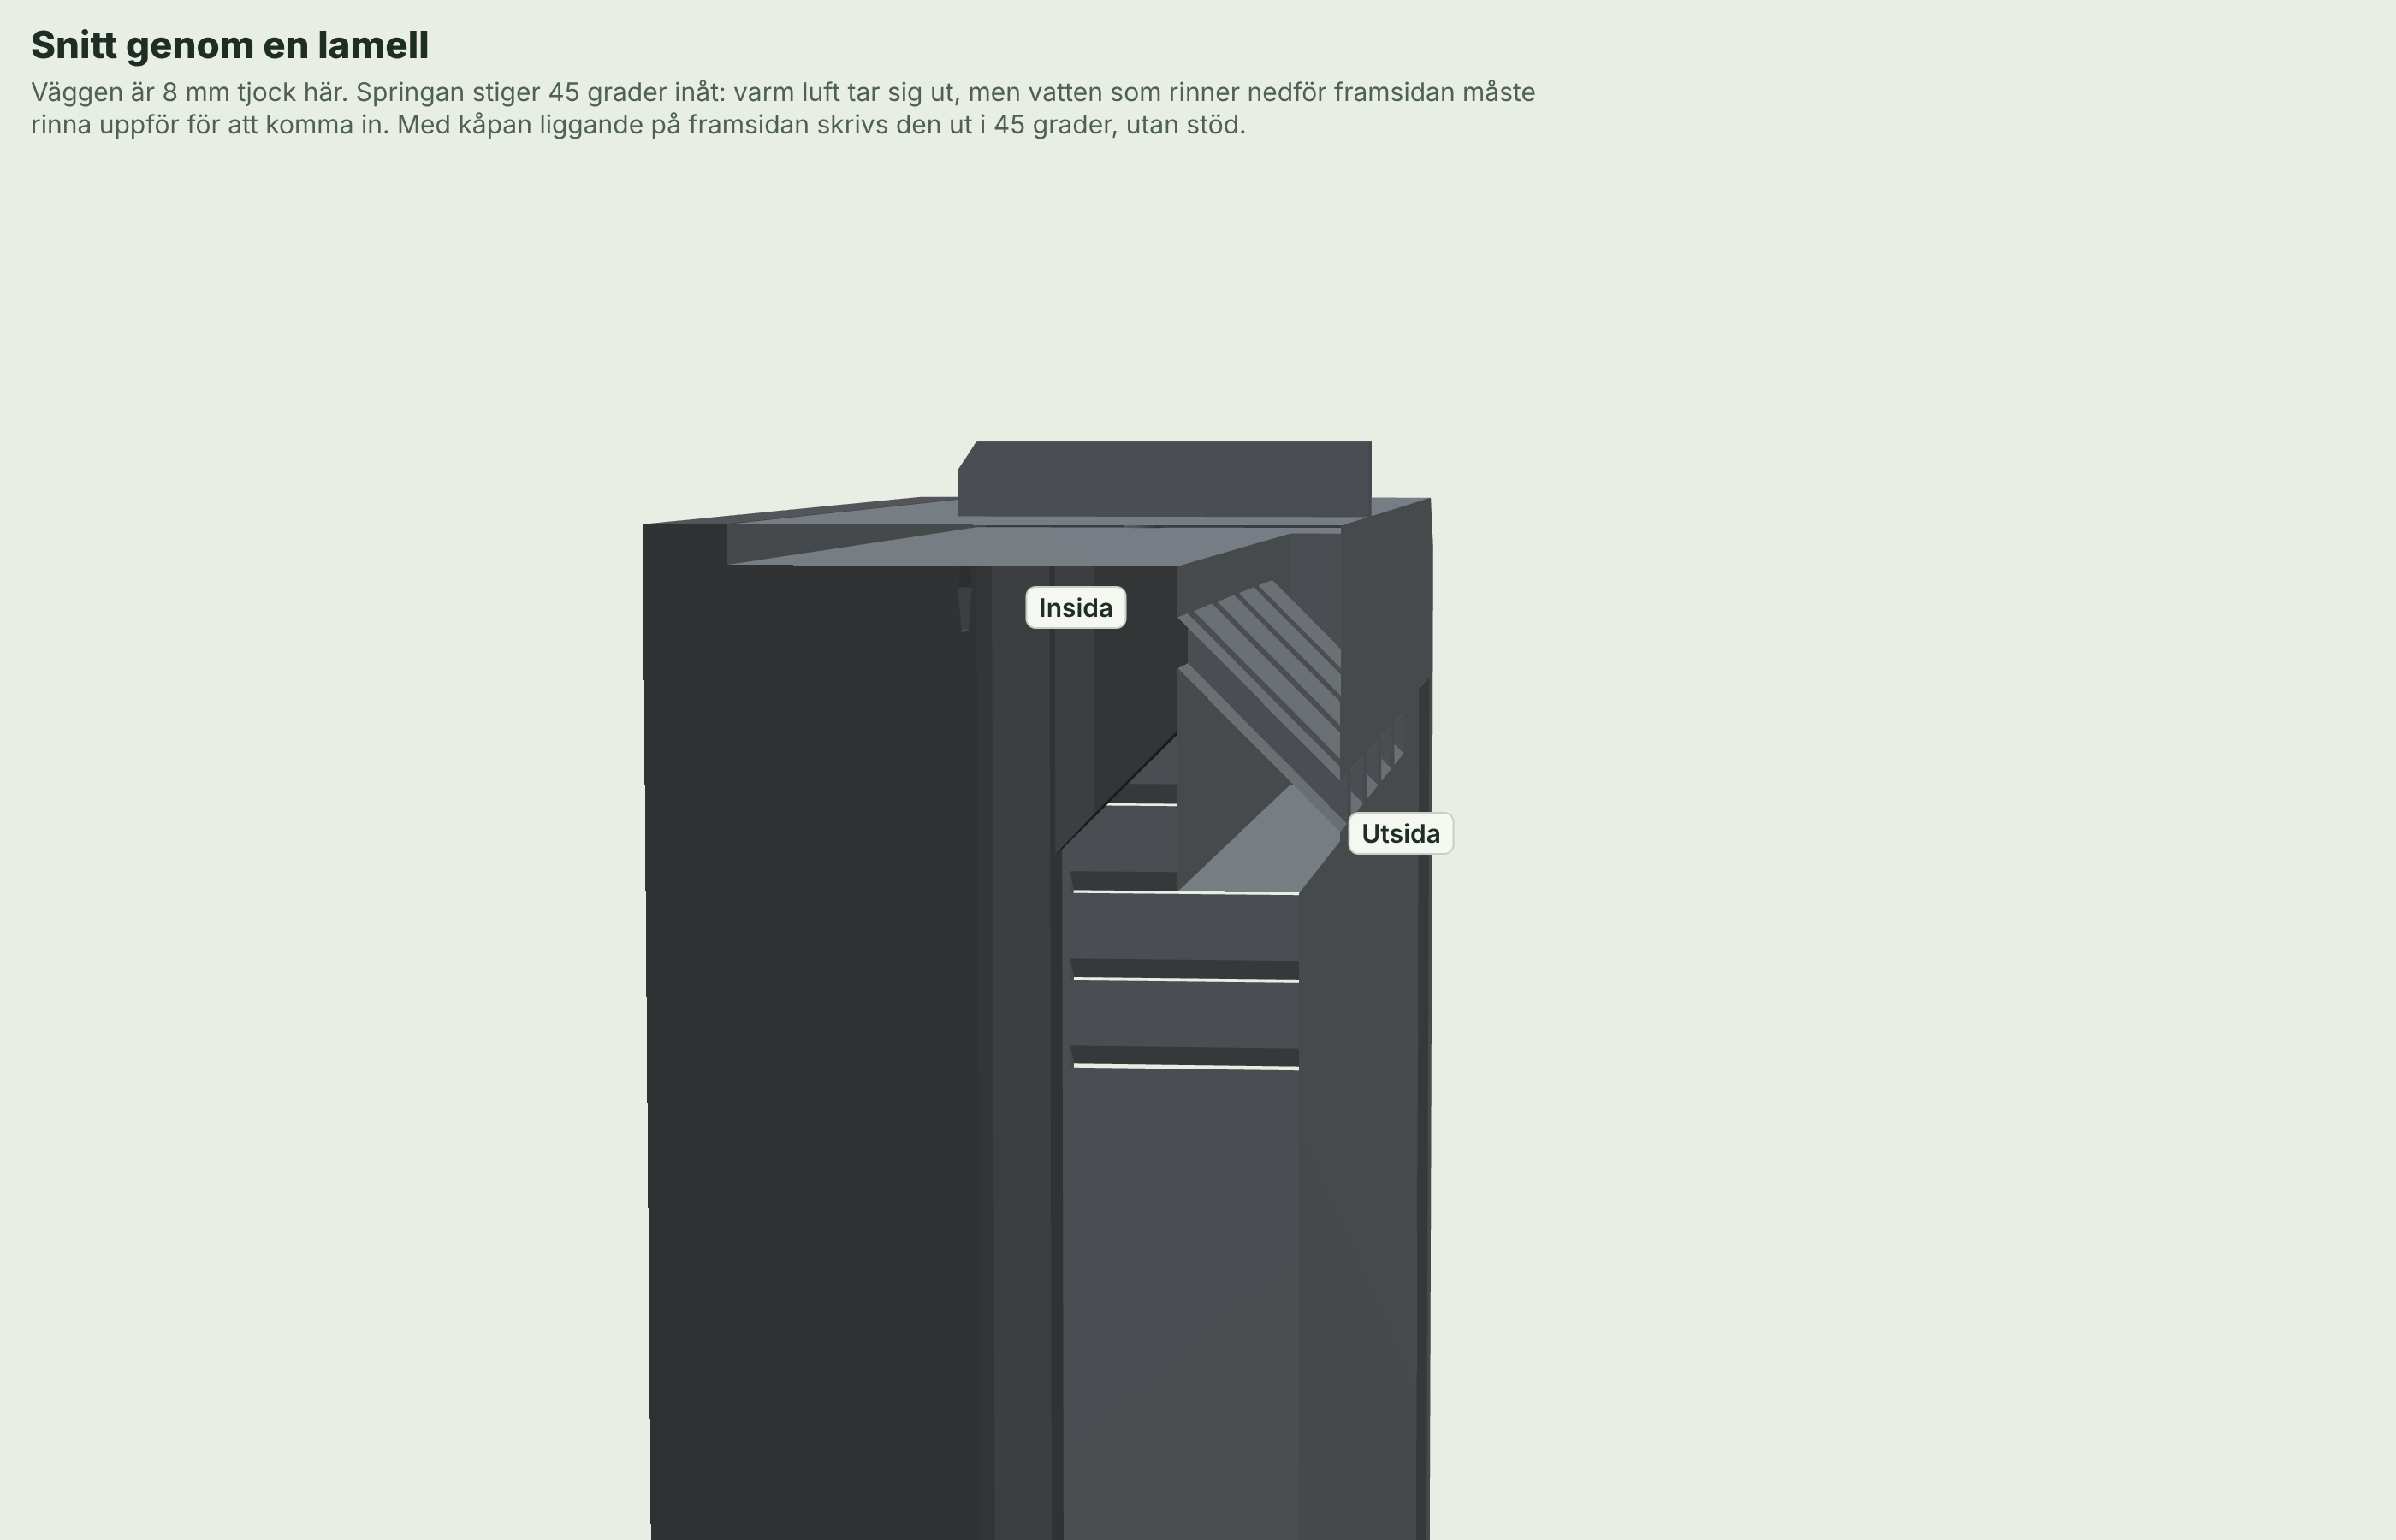 Snitt genom en lamell
Väggen är 8 mm tjock här. Springan stiger 45 grader inåt: varm luft tar sig ut, men vatten som rinner nedför framsidan måste
rinna uppför för att komma in. Med kåpan liggande på framsidan skrivs den ut i 45 grader, utan stöd.
Insida
Utsida